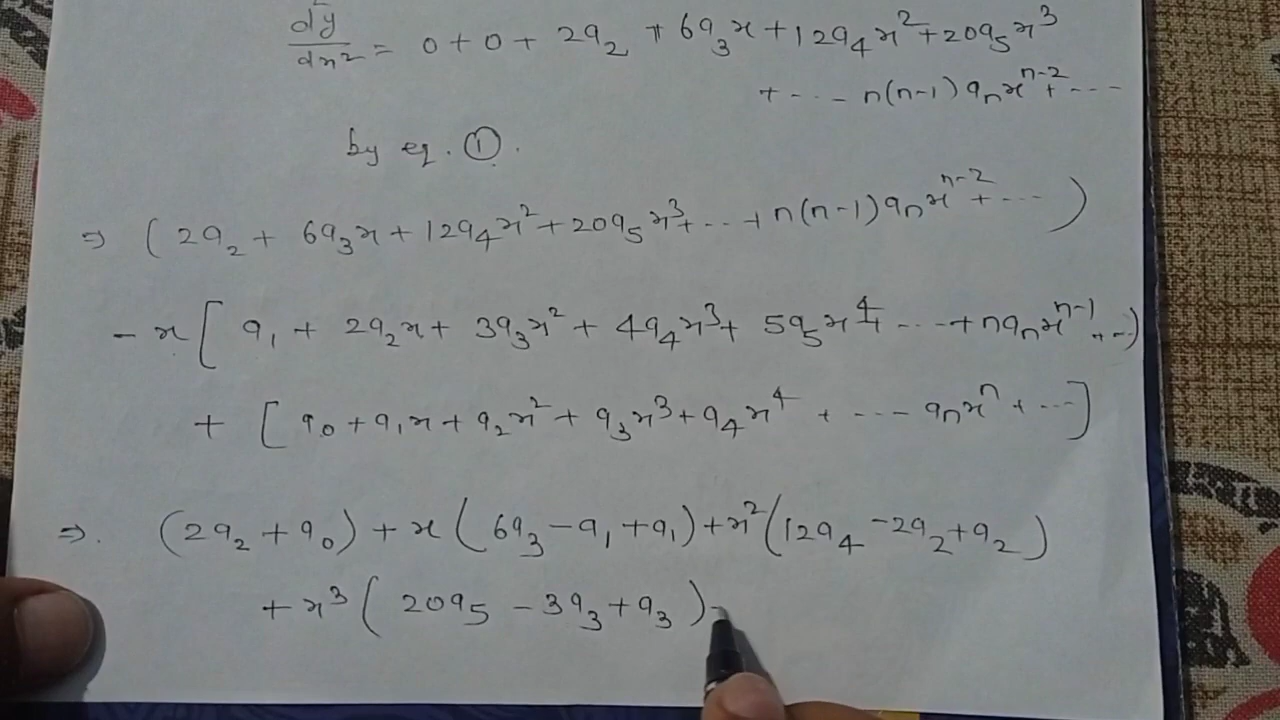 d²y/dx² = 0 + 0 + 2a₂ + 6a₃x + 12a₄x² + 20a₅x³
+ --- n(n-1) aₙxⁿ⁻² + ---
by eq. ①.
⇒ (2a₂ + 6a₃x + 12a₄x² + 20a₅x³ + --- + n(n-1) aₙxⁿ⁻² + --- )
- x [ a₁ + 2a₂x + 3a₃x² + 4a₄x³ + 5a₅x⁴ + --- + naₙxⁿ⁻¹ + -- )
+ [ a₀ + a₁x + a₂x² + a₃x³ + a₄x⁴ + --- aₙxⁿ + --- ]
⇒. (2a₂ + a₀) + x ( 6a₃ - a₁ + a₁) + x² (12a₄ - 2a₂ + a₂ )
+ x³ ( 20a₅ - 3a₃ + a₃ ) -